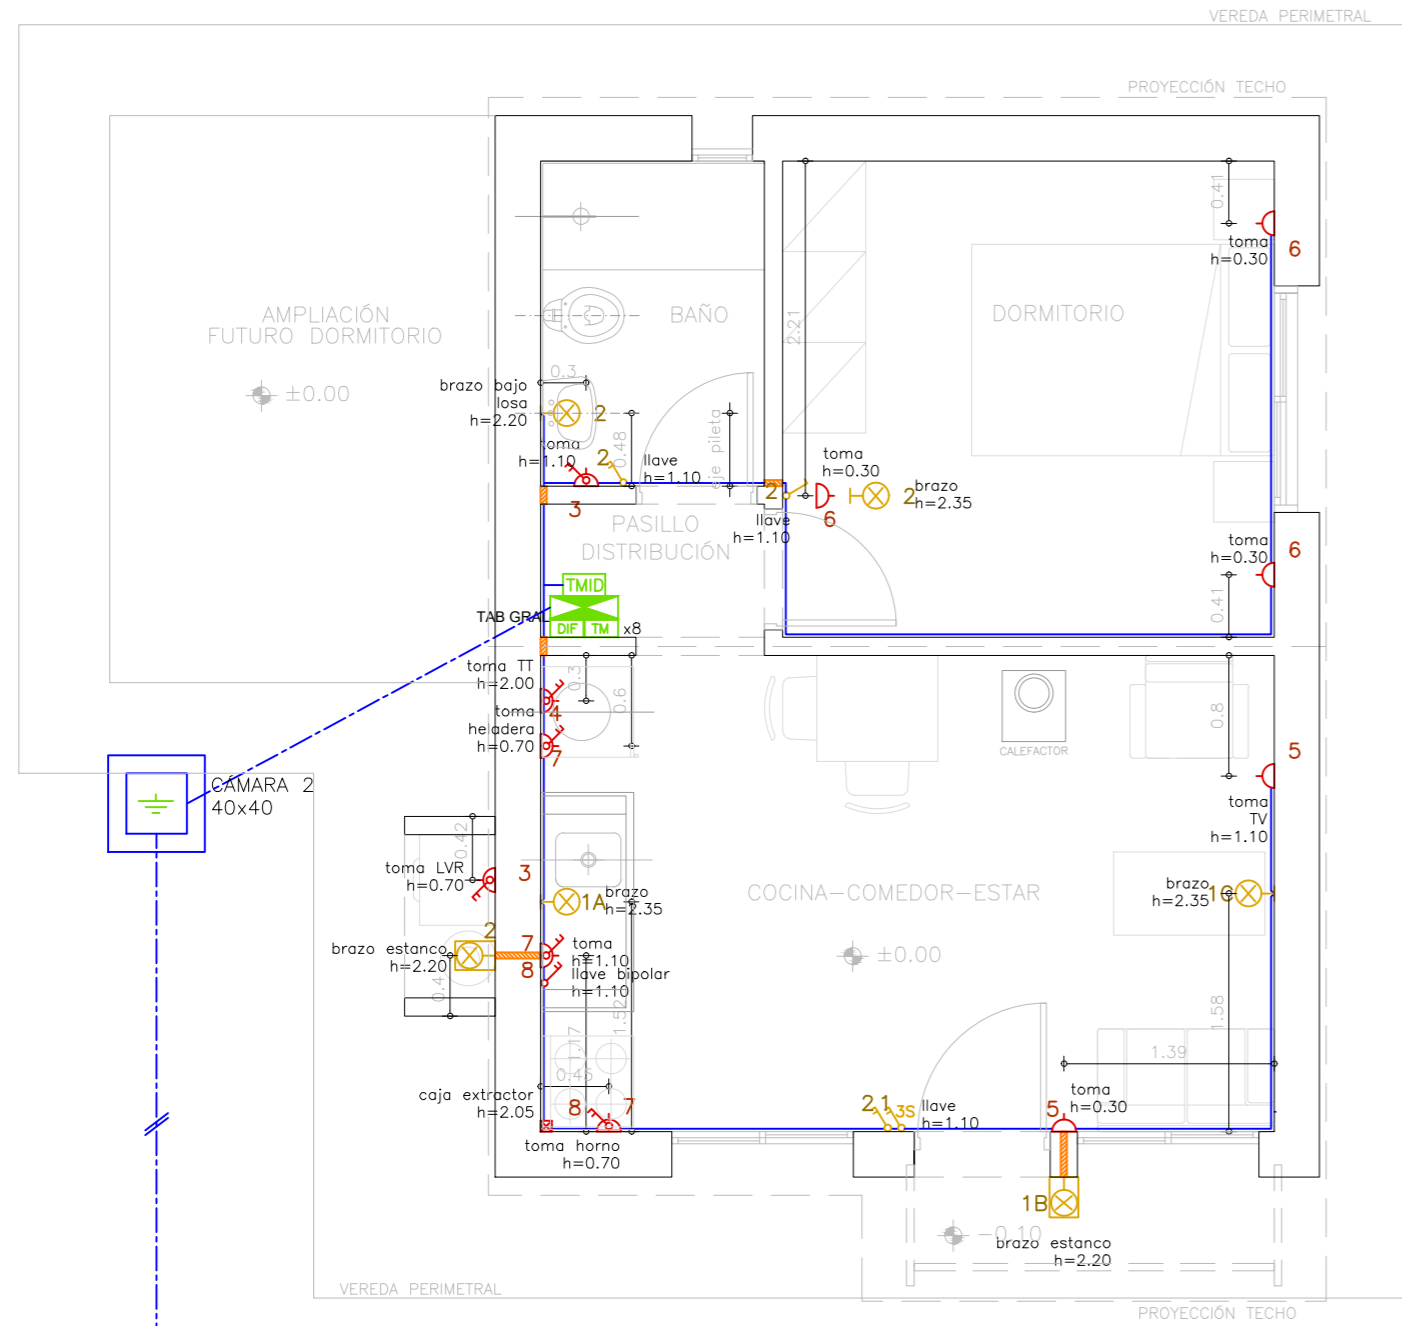 VEREDA PERIMETRAL
PROYECCIÓN TECHO
0.41
toma
h=0.30
6
AMPLIACIÓN
FUTURO DORMITORIO
±0.00
BAÑO
DORMITORIO
2.21
0.3
brazo bajo
losa
h=2.20
2
toma
h=1.10
2
0.48
eje pileta
llave
h=1.10
3
toma
h=0.30
2
6
brazo
h=2.35
2
llave
h=1.10
PASILLO
DISTRIBUCIÓN
toma
h=0.30
6
0.41
TMID
TAB GRAL
DIF
TM
x8
toma TT
h=2.00
0.3
0.6
4
toma
heladera
h=0.70
7
CALEFACTOR
0.8
5
toma
TV
h=1.10
CÁMARA 2
40x40
0.42
toma LVR
h=0.70
3
1A
brazo
h=2.35
COCINA-COMEDOR-ESTAR
±0.00
brazo
h=2.35
1C
2
brazo estanco
h=2.20
0.4
7
8
toma
h=1.10
llave bipolar
h=1.10
1.52
1.17
0.45
1.58
1.39
caja extractor
h=2.05
8
7
toma horno
h=0.70
2
1
3S
llave
h=1.10
5
toma
h=0.30
1B
-0.10
brazo estanco
h=2.20
VEREDA PERIMETRAL
PROYECCIÓN TECHO